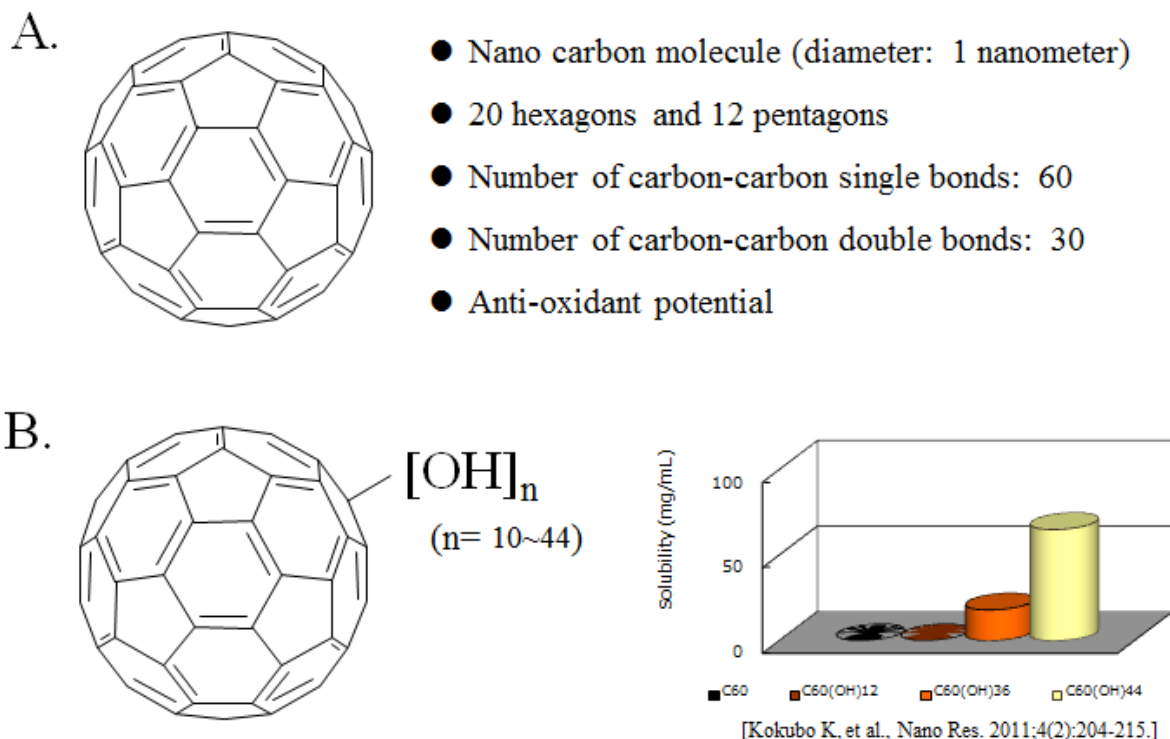 A.
● Nano carbon molecule (diameter: 1 nanometer)
● 20 hexagons and 12 pentagons
● Number of carbon-carbon single bonds: 60
● Number of carbon-carbon double bonds: 30
● Anti-oxidant potential
B.
[OH]n
(n= 10~44)
Solubility (mg/mL)
100
50
0
C60 C60(OH)12 C60(OH)36 C60(OH)44
[Kokubo K, et al., Nano Res. 2011;4(2):204-215.]